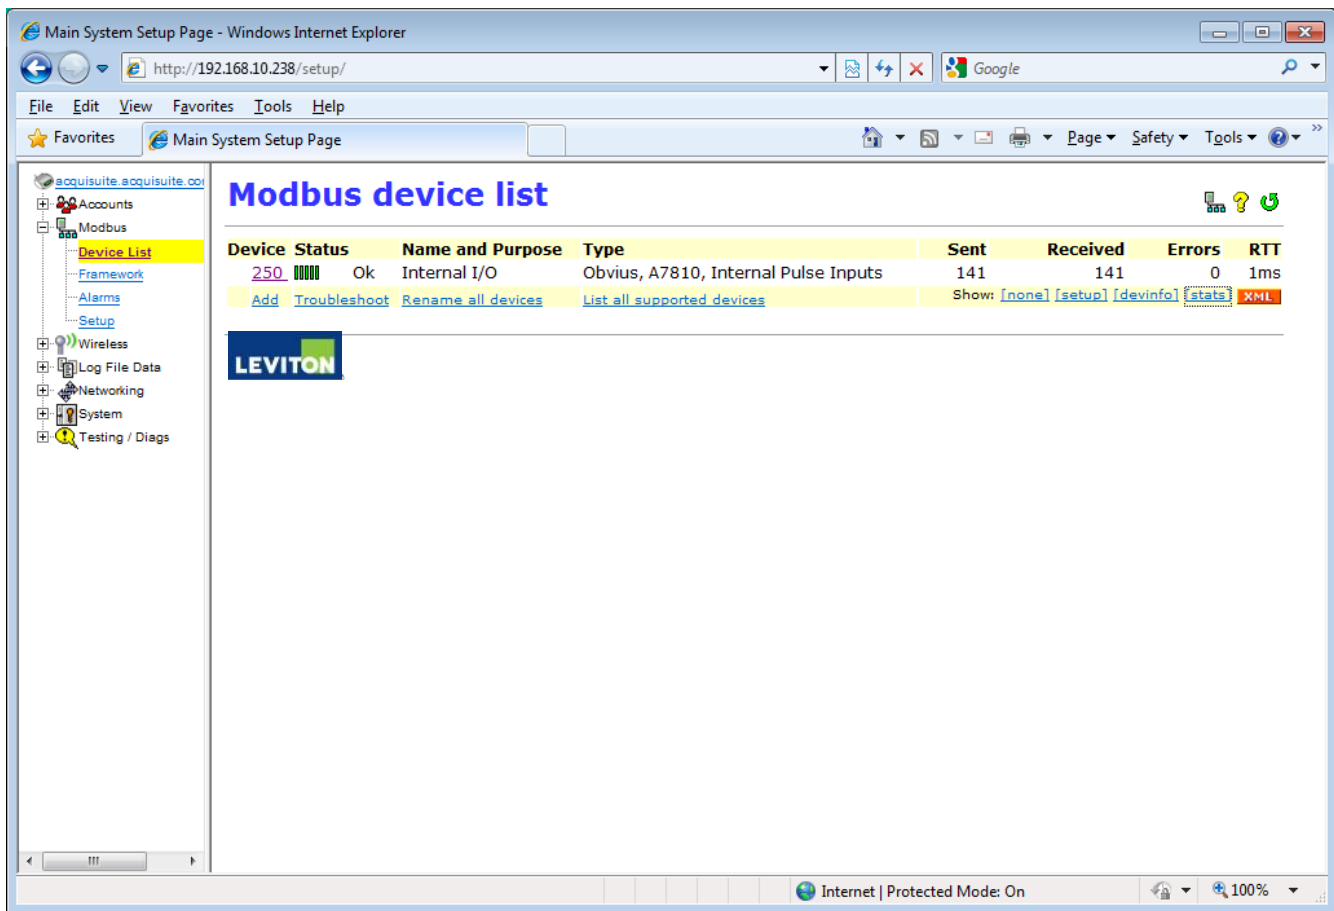 Main System Setup Page - Windows Internet Explorer
http://192.168.10.238/setup/
Google
File Edit View Favorites Tools Help
Favorites
Main System Setup Page
Page
Safety
Tools
acquisuite.acquisuite.co
Accounts
Modbus
Device List
Framework
Alarms
Setup
Wireless
Log File Data
Networking
System
Testing / Diags
Modbus device list
Device Status Name and Purpose Type Sent Received Errors RTT
250 Ok Internal I/O Obvius, A7810, Internal Pulse Inputs 141 141 0 1ms
Add Troubleshoot Rename all devices List all supported devices Show: [none] [setup] [devinfo] [stats] XML
LEVITON
Internet | Protected Mode: On
100%